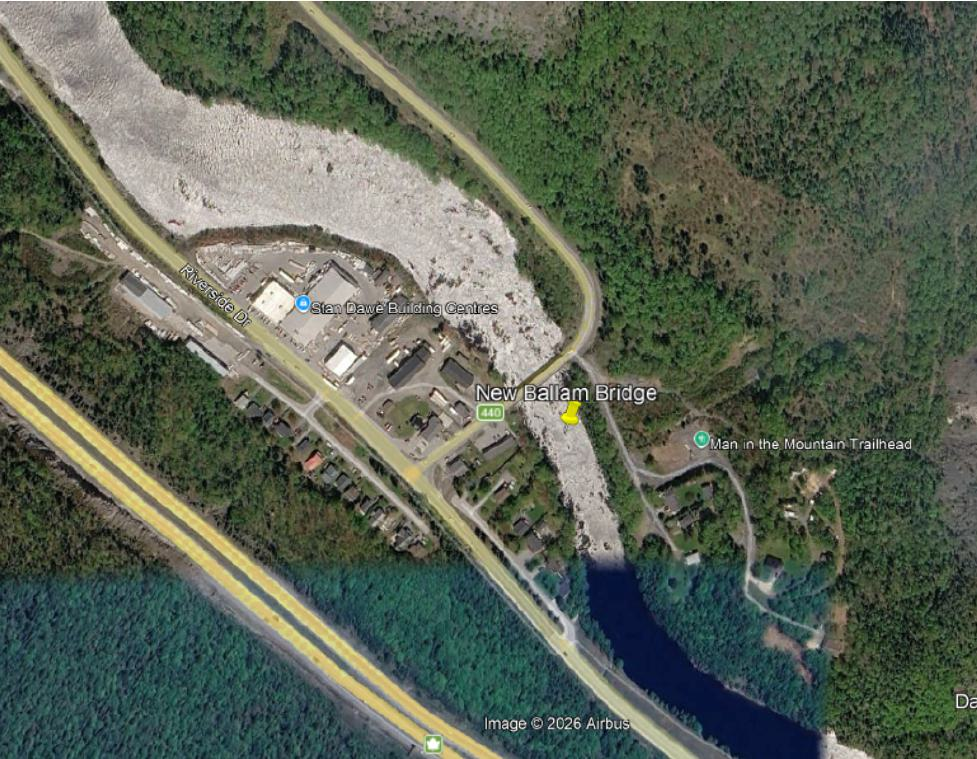 Riverside Dr
Stan Dawe Building Centres
New Ballam Bridge
440
Man in the Mountain Trailhead
Da
Image © 2026 Airbus